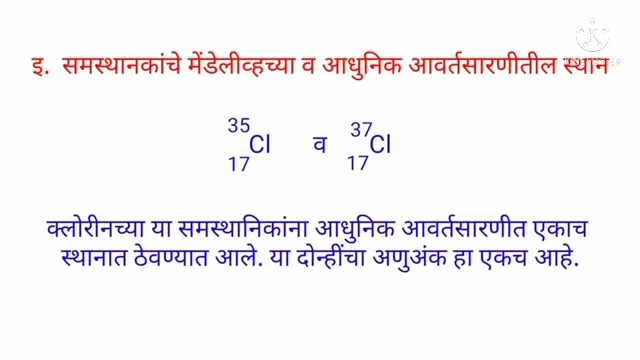 इ. समस्थानकांचे मेंडेलीव्हच्या व आधुनिक आवर्तसारणीतील स्थान
35 37
Cl व Cl
17 17
क्लोरीनच्या या समस्थानिकांना आधुनिक आवर्तसारणीत एकाच
स्थानात ठेवण्यात आले. या दोन्हींचा अणुअंक हा एकच आहे.